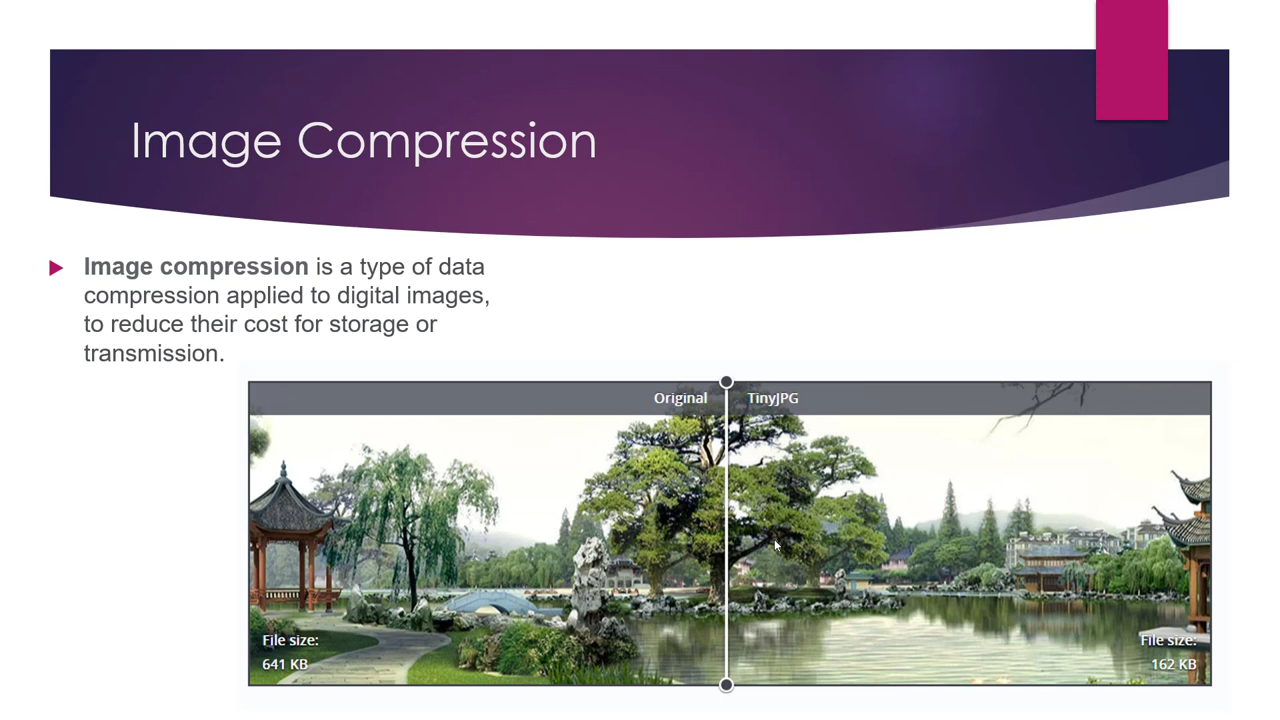 Image Compression
Image compression is a type of data
compression applied to digital images,
to reduce their cost for storage or
transmission.
Original
TinyJPG
File size:
641 KB
File size:
162 KB